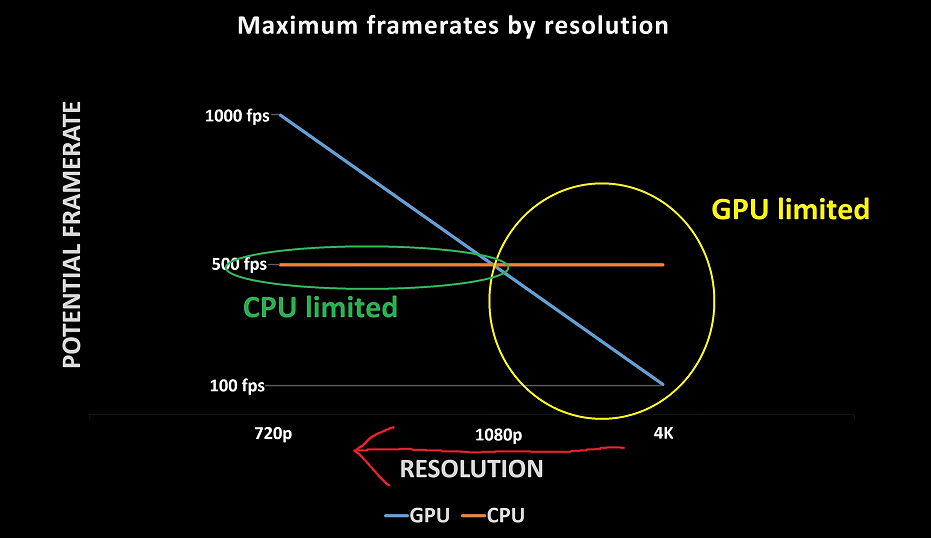 Maximum framerates by resolution
POTENTIAL FRAMERATE
1000 fps
GPU limited
500 fps
CPU limited
100 fps
720p
1080p
4K
RESOLUTION
GPU CPU